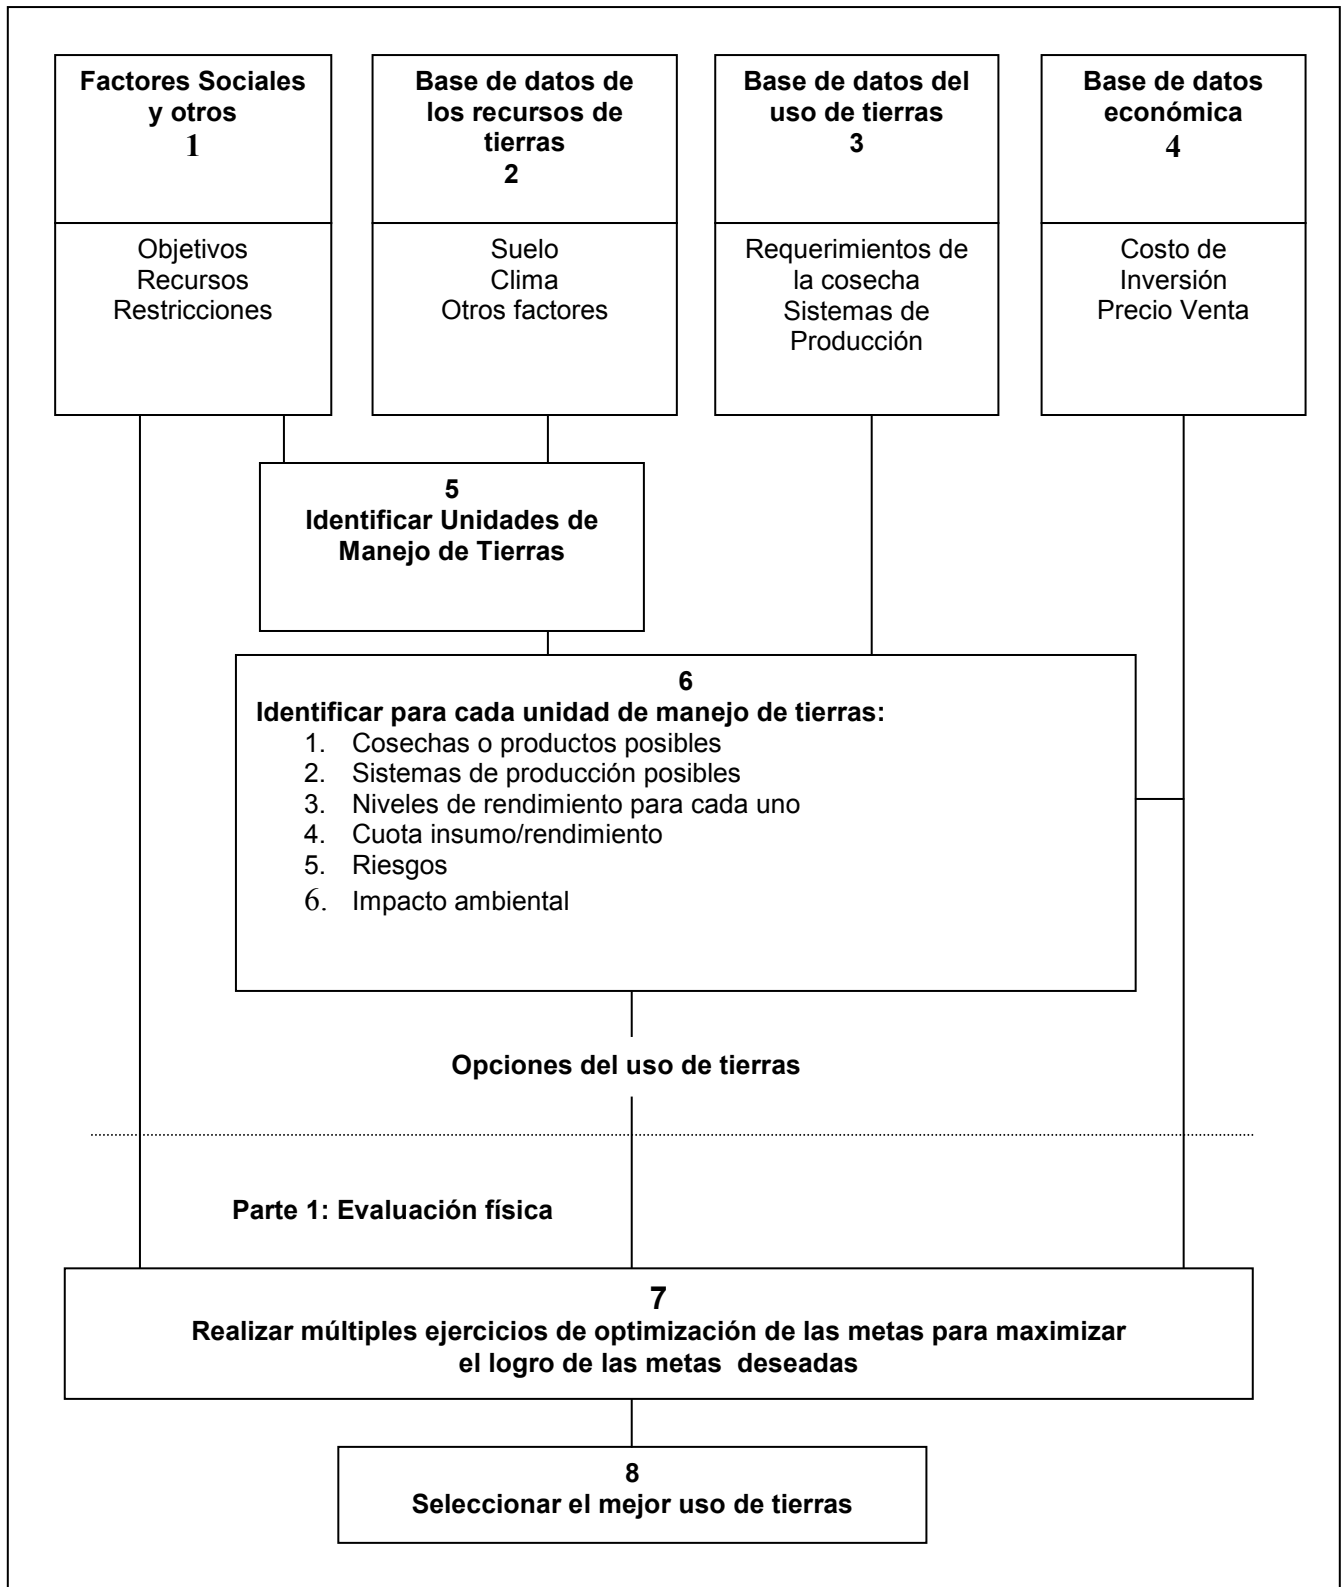 Factores Sociales
y otros
1
Base de datos de
los recursos de
tierras
2
Base de datos del
uso de tierras
3
Base de datos
económica
4
Objetivos
Recursos
Restricciones
Suelo
Clima
Otros factores
Requerimientos de
la cosecha
Sistemas de
Producción
Costo de
Inversión
Precio Venta
5
Identificar Unidades de
Manejo de Tierras
6
Identificar para cada unidad de manejo de tierras:
1. Cosechas o productos posibles
2. Sistemas de producción posibles
3. Niveles de rendimiento para cada uno
4. Cuota insumo/rendimiento
5. Riesgos
6. Impacto ambiental
Opciones del uso de tierras
Parte 1: Evaluación física
7
Realizar múltiples ejercicios de optimización de las metas para maximizar
el logro de las metas deseadas
8
Seleccionar el mejor uso de tierras